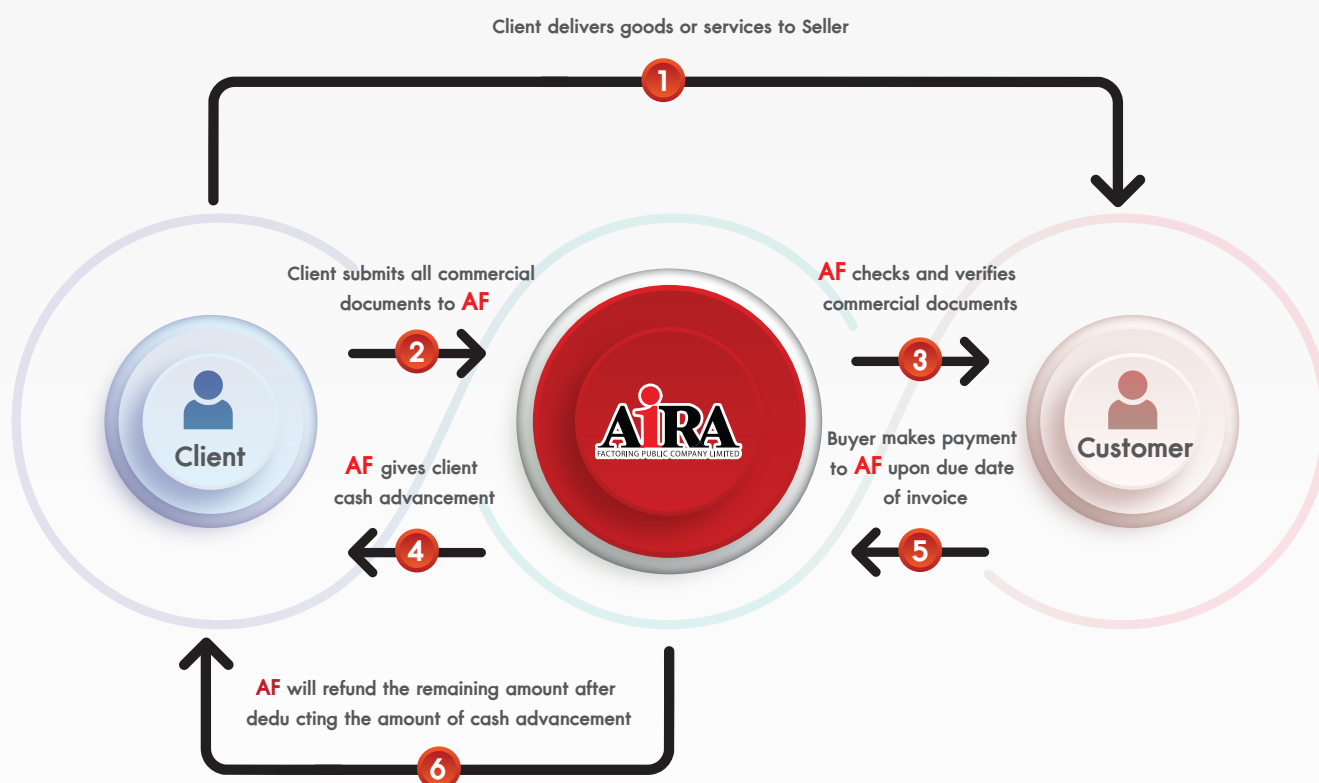 Client delivers goods or services to Seller
1
Client submits all commercial
documents to AF
2
AF checks and verifies
commercial documents
3
Client
AiRA
FACTORING PUBLIC COMPANY LIMITED
Customer
AF gives client
cash advancement
4
Buyer makes payment
to AF upon due date
of invoice
5
AF will refund the remaining amount after
dedu cting the amount of cash advancement
6